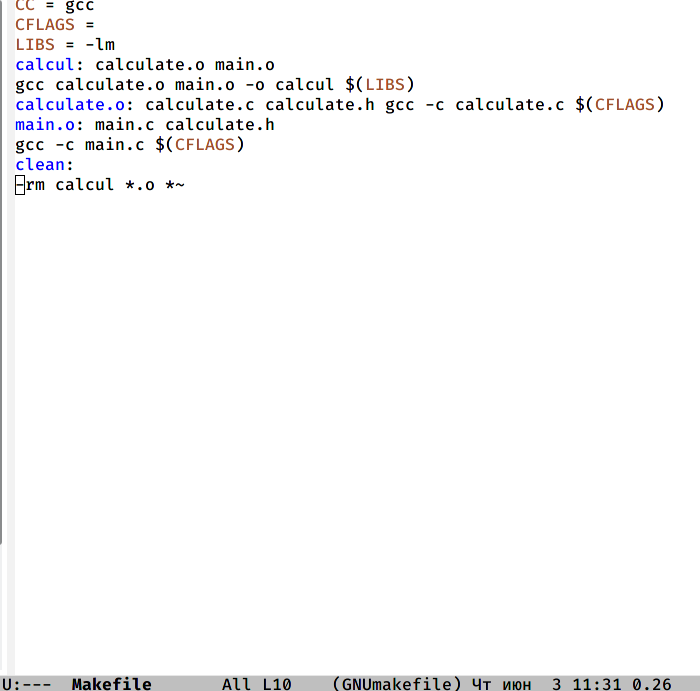 CC = gcc
CFLAGS =
LIBS = -lm
calcul: calculate.o main.o
gcc calculate.o main.o -o calcul $(LIBS)
calculate.o: calculate.c calculate.h gcc -c calculate.c $(CFLAGS)
main.o: main.c calculate.h
gcc -c main.c $(CFLAGS)
clean:
-rm calcul *.o *~
U:--- Makefile All L10 (GNUmakefile) Чт июн 3 11:31 0.26